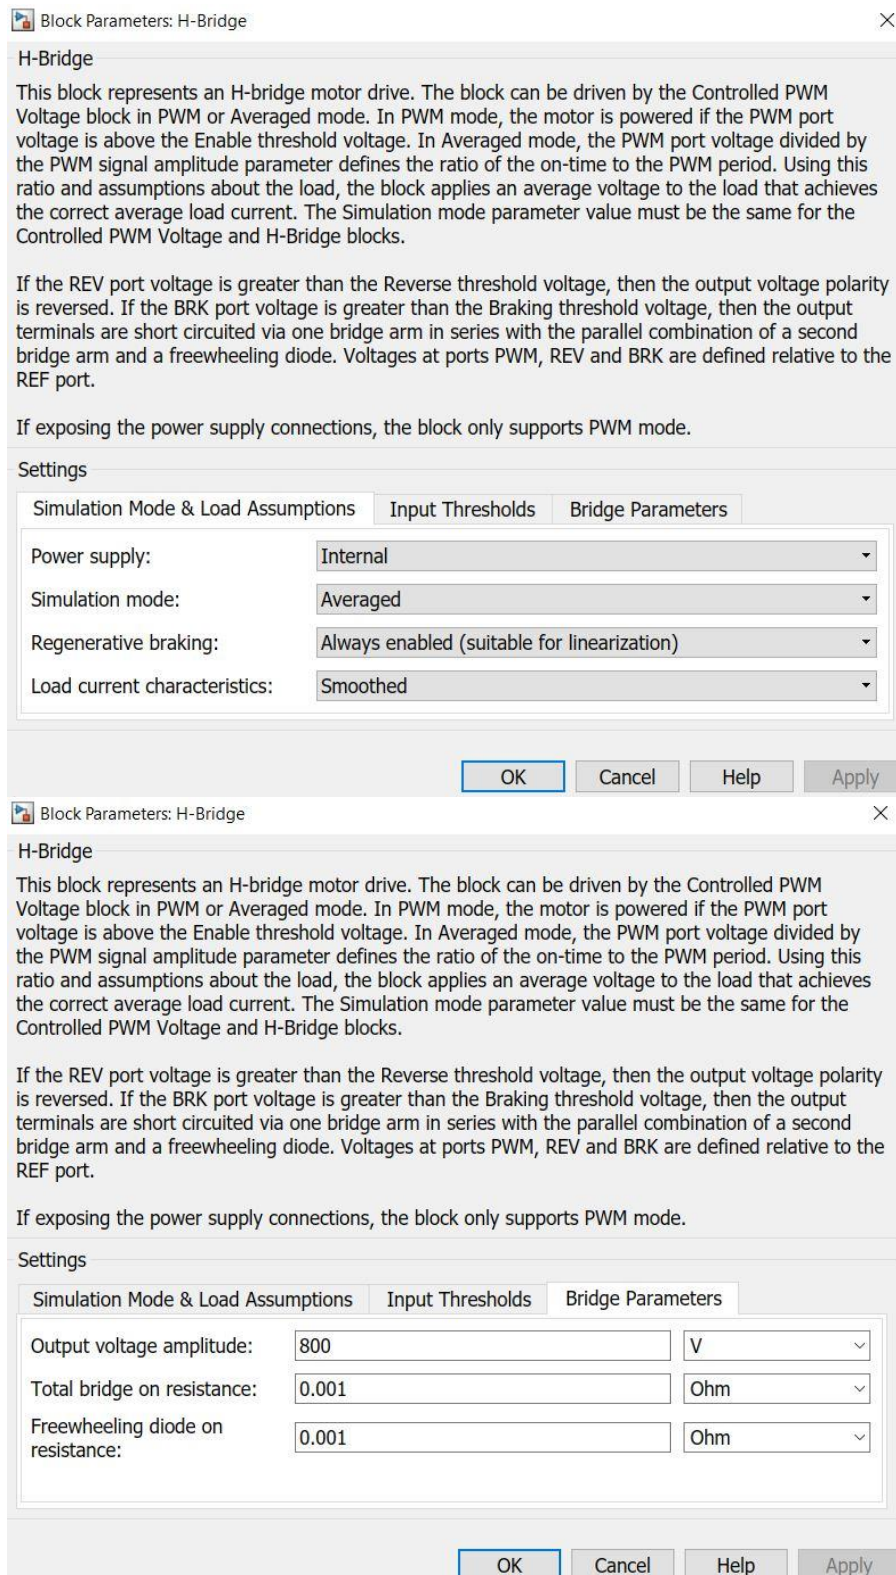 Block Parameters: H-Bridge
H-Bridge
This block represents an H-bridge motor drive. The block can be driven by the Controlled PWM
Voltage block in PWM or Averaged mode. In PWM mode, the motor is powered if the PWM port
voltage is above the Enable threshold voltage. In Averaged mode, the PWM port voltage divided by
the PWM signal amplitude parameter defines the ratio of the on-time to the PWM period. Using this
ratio and assumptions about the load, the block applies an average voltage to the load that achieves
the correct average load current. The Simulation mode parameter value must be the same for the
Controlled PWM Voltage and H-Bridge blocks.
If the REV port voltage is greater than the Reverse threshold voltage, then the output voltage polarity
is reversed. If the BRK port voltage is greater than the Braking threshold voltage, then the output
terminals are short circuited via one bridge arm in series with the parallel combination of a second
bridge arm and a freewheeling diode. Voltages at ports PWM, REV and BRK are defined relative to the
REF port.
If exposing the power supply connections, the block only supports PWM mode.
Settings
Simulation Mode & Load Assumptions Input Thresholds Bridge Parameters
Power supply: Internal
Simulation mode: Averaged
Regenerative braking: Always enabled (suitable for linearization)
Load current characteristics: Smoothed
OK Cancel Help Apply
Block Parameters: H-Bridge
H-Bridge
This block represents an H-bridge motor drive. The block can be driven by the Controlled PWM
Voltage block in PWM or Averaged mode. In PWM mode, the motor is powered if the PWM port
voltage is above the Enable threshold voltage. In Averaged mode, the PWM port voltage divided by
the PWM signal amplitude parameter defines the ratio of the on-time to the PWM period. Using this
ratio and assumptions about the load, the block applies an average voltage to the load that achieves
the correct average load current. The Simulation mode parameter value must be the same for the
Controlled PWM Voltage and H-Bridge blocks.
If the REV port voltage is greater than the Reverse threshold voltage, then the output voltage polarity
is reversed. If the BRK port voltage is greater than the Braking threshold voltage, then the output
terminals are short circuited via one bridge arm in series with the parallel combination of a second
bridge arm and a freewheeling diode. Voltages at ports PWM, REV and BRK are defined relative to the
REF port.
If exposing the power supply connections, the block only supports PWM mode.
Settings
Simulation Mode & Load Assumptions Input Thresholds Bridge Parameters
Output voltage amplitude: 800 V
Total bridge on resistance: 0.001 Ohm
Freewheeling diode on
resistance: 0.001 Ohm
OK Cancel Help Apply